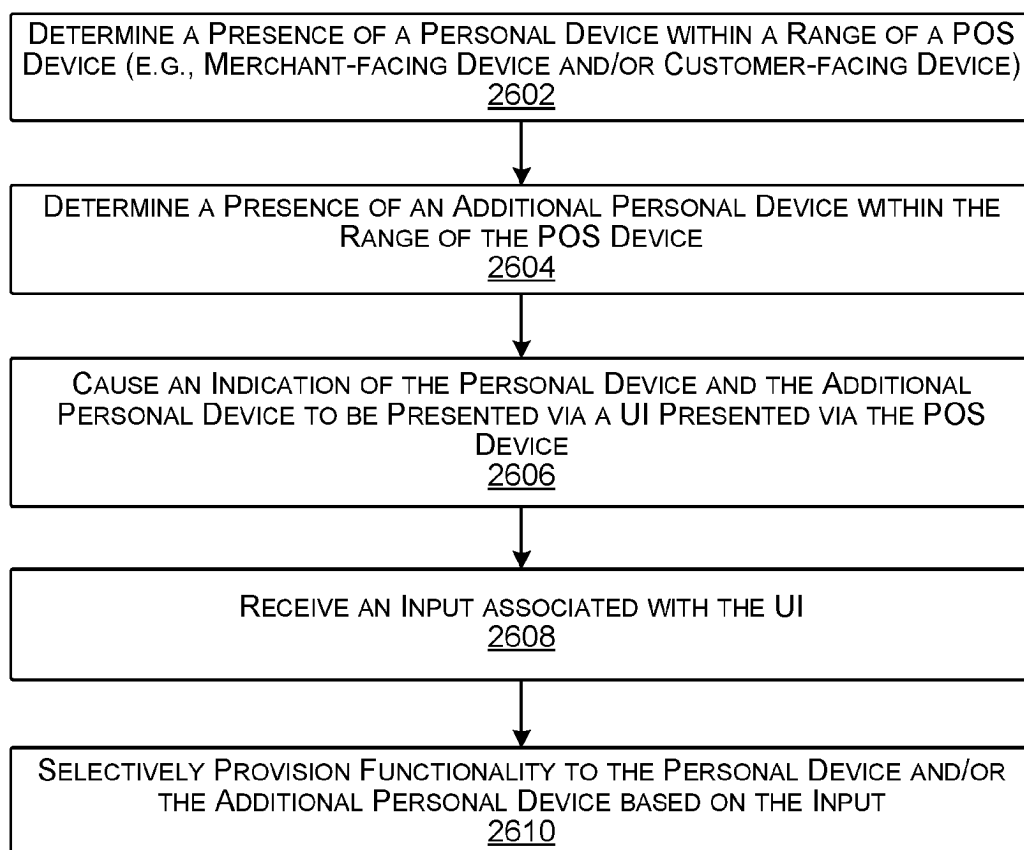 DETERMINE A PRESENCE OF A PERSONAL DEVICE WITHIN A RANGE OF A POS
DEVICE (E.G., MERCHANT-FACING DEVICE AND/OR CUSTOMER-FACING DEVICE)
2602
DETERMINE A PRESENCE OF AN ADDITIONAL PERSONAL DEVICE WITHIN THE
RANGE OF THE POS DEVICE
2604
CAUSE AN INDICATION OF THE PERSONAL DEVICE AND THE ADDITIONAL
PERSONAL DEVICE TO BE PRESENTED VIA A UI PRESENTED VIA THE POS
DEVICE
2606
RECEIVE AN INPUT ASSOCIATED WITH THE UI
2608
SELECTIVELY PROVISION FUNCTIONALITY TO THE PERSONAL DEVICE AND/OR
THE ADDITIONAL PERSONAL DEVICE BASED ON THE INPUT
2610